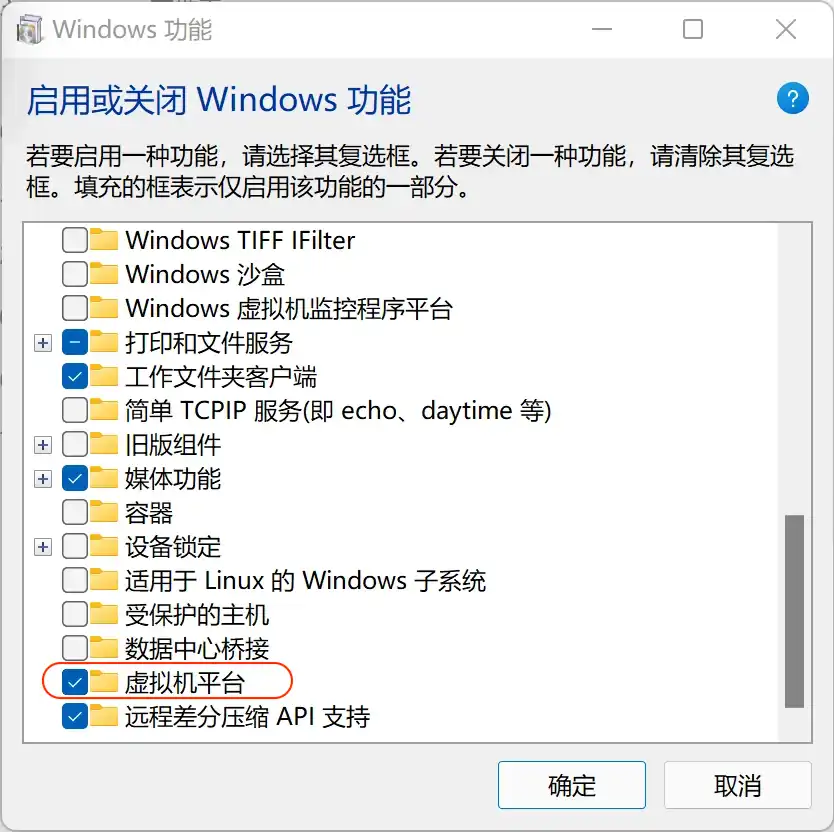 Windows 功能
启用或关闭 Windows 功能
?
若要启用一种功能，请选择其复选框。若要关闭一种功能，请清除其复选
框。填充的框表示仅启用该功能的一部分。
Windows TIFF IFilter
Windows 沙盒
Windows 虚拟机监控程序平台
打印和文件服务
工作文件夹客户端
简单 TCPIP 服务(即 echo、daytime 等)
旧版组件
媒体功能
容器
设备锁定
适用于 Linux 的 Windows 子系统
受保护的主机
数据中心桥接
虚拟机平台
远程差分压缩 API 支持
确定
取消